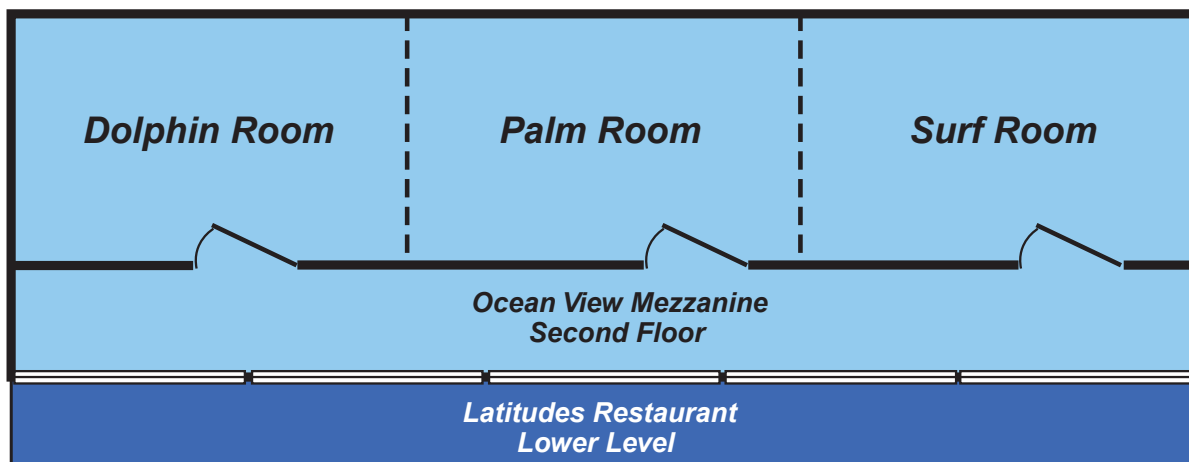 Dolphin Room
Palm Room
Surf Room
Ocean View Mezzanine
Second Floor
Latitudes Restaurant
Lower Level